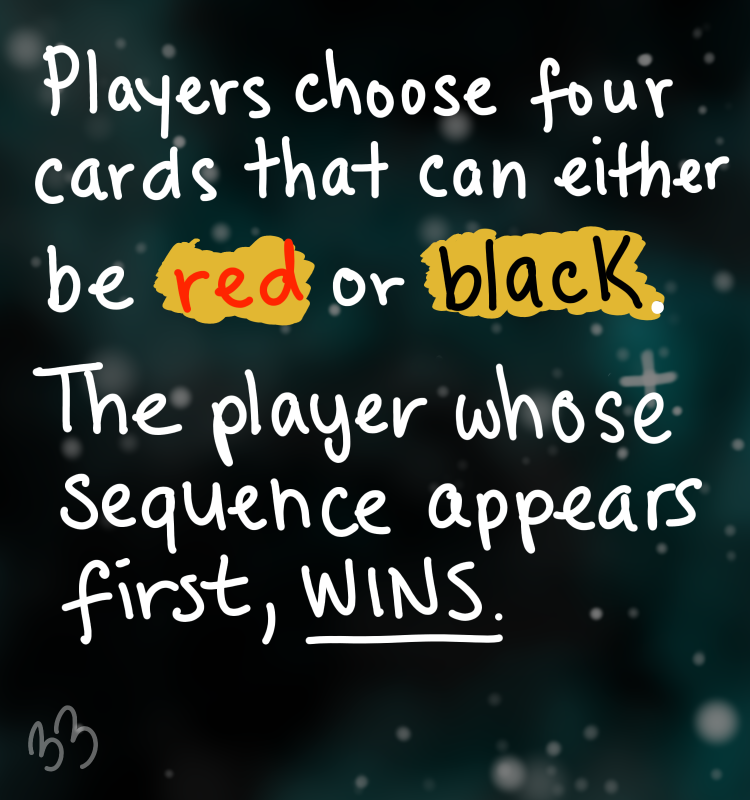 Players choose four
cards that can either
be red or black.
The player whose
sequence appears
first, WINS.